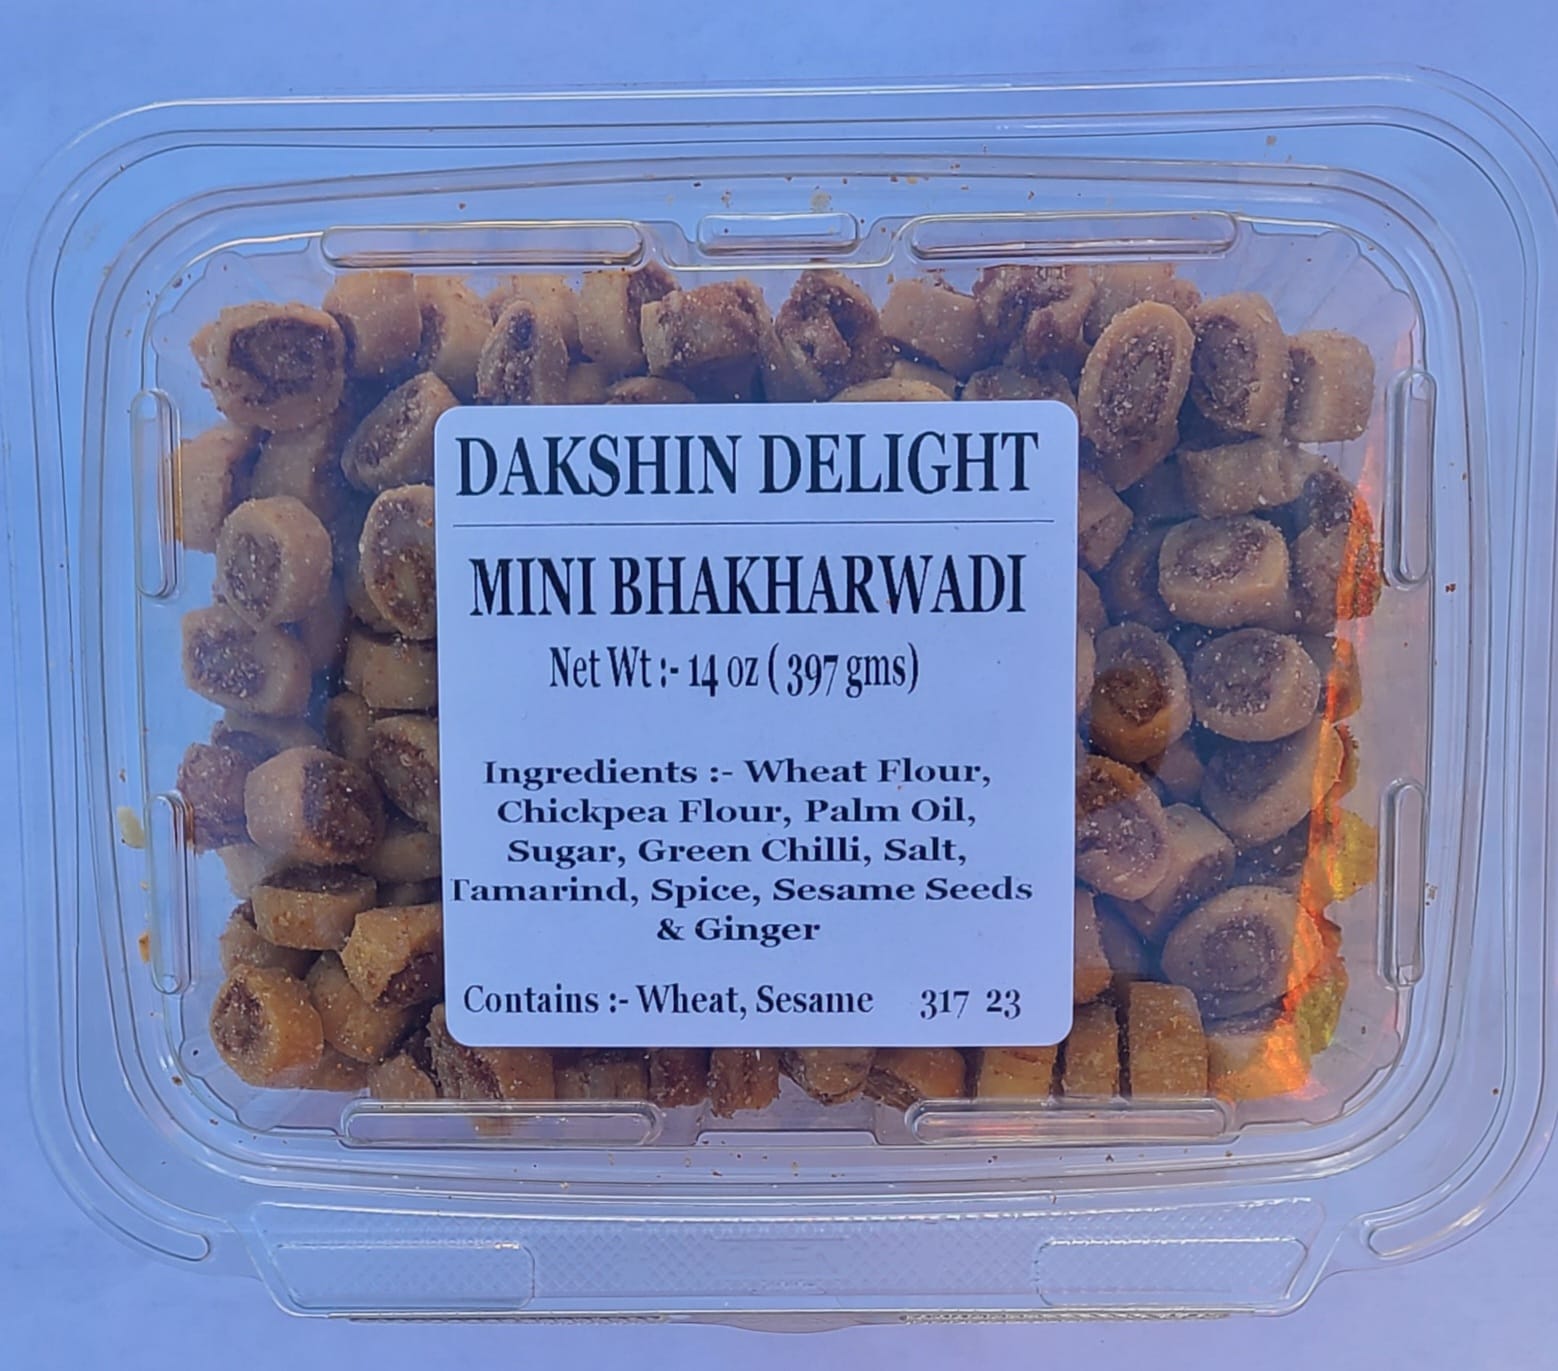 DAKSHIN DELIGHT
MINI BHAKHARWADI
Net Wt :- 14 oz ( 397 gms)
Ingredients :- Wheat Flour,
Chickpea Flour, Palm Oil,
Sugar, Green Chilli, Salt,
Tamarind, Spice, Sesame Seeds
& Ginger
Contains :- Wheat, Sesame 317 23